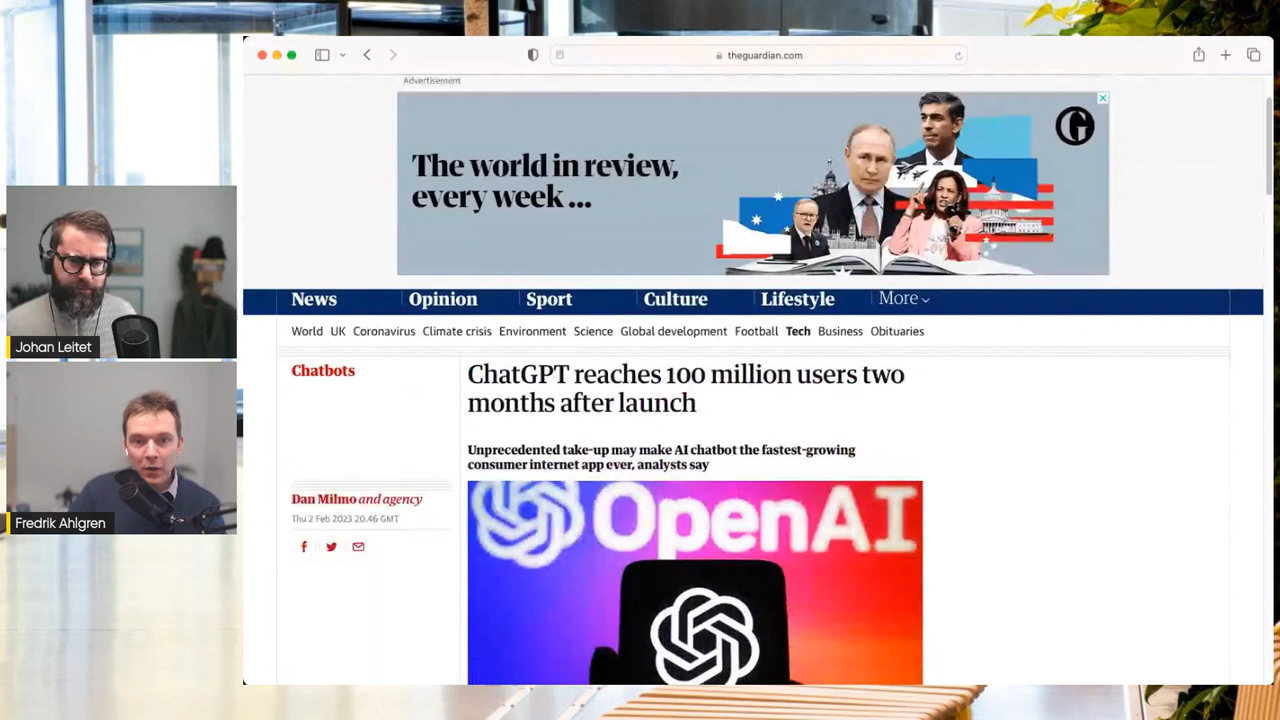 theguardian.com
Advertisement
The world in review,
every week ...
G
News Opinion Sport Culture Lifestyle More
World UK Coronavirus Climate crisis Environment Science Global development Football Tech Business Obituaries
Chatbots
ChatGPT reaches 100 million users two
months after launch
Unprecedented take-up may make AI chatbot the fastest-growing
consumer internet app ever, analysts say
Dan Milmo and agency
Thu 2 Feb 2023 20.46 GMT
OpenAI
Johan Leitet
Fredrik Ahlgren